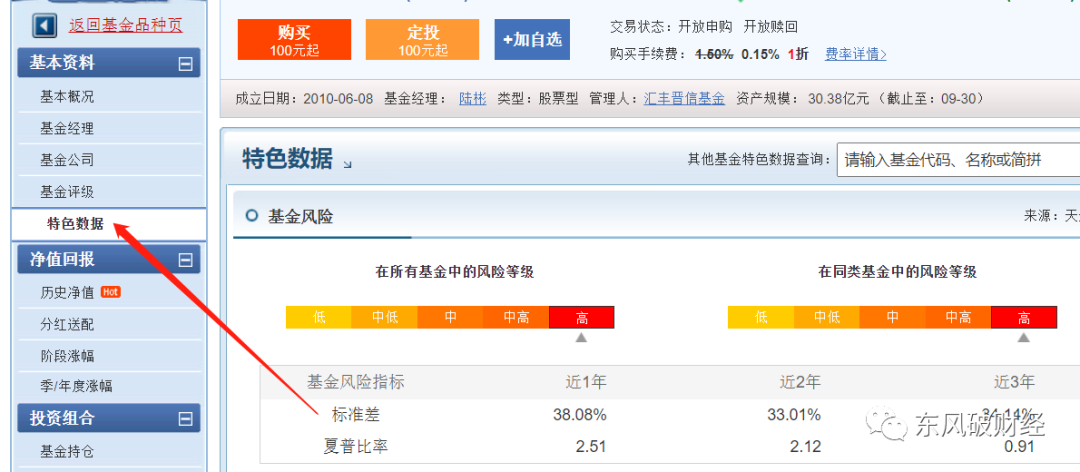 返回基金品种页
基本资料
基本概况
基金经理
基金公司
基金评级
特色数据
净值回报
历史净值 Hot
分红送配
阶段涨幅
季/年度涨幅
投资组合
基金持仓
购买
100元起
定投
100元起
+加自选
交易状态：开放申购 开放赎回
购买手续费：1.50% 0.15% 1折 费率详情>
成立日期：2010-06-08 基金经理：陆彬 类型：股票型 管理人：汇丰晋信基金 资产规模：30.38亿元（截止至：09-30）
特色数据
其他基金特色数据查询：请输入基金代码、名称或简拼
基金风险
来源：天
在所有基金中的风险等级
低 中低 中 中高 高
在同类基金中的风险等级
低 中低 中 中高 高
基金风险指标 近1年 近2年 近3年
标准差 38.08% 33.01% 34.14%
夏普比率 2.51 2.12 0.91
东风破财经